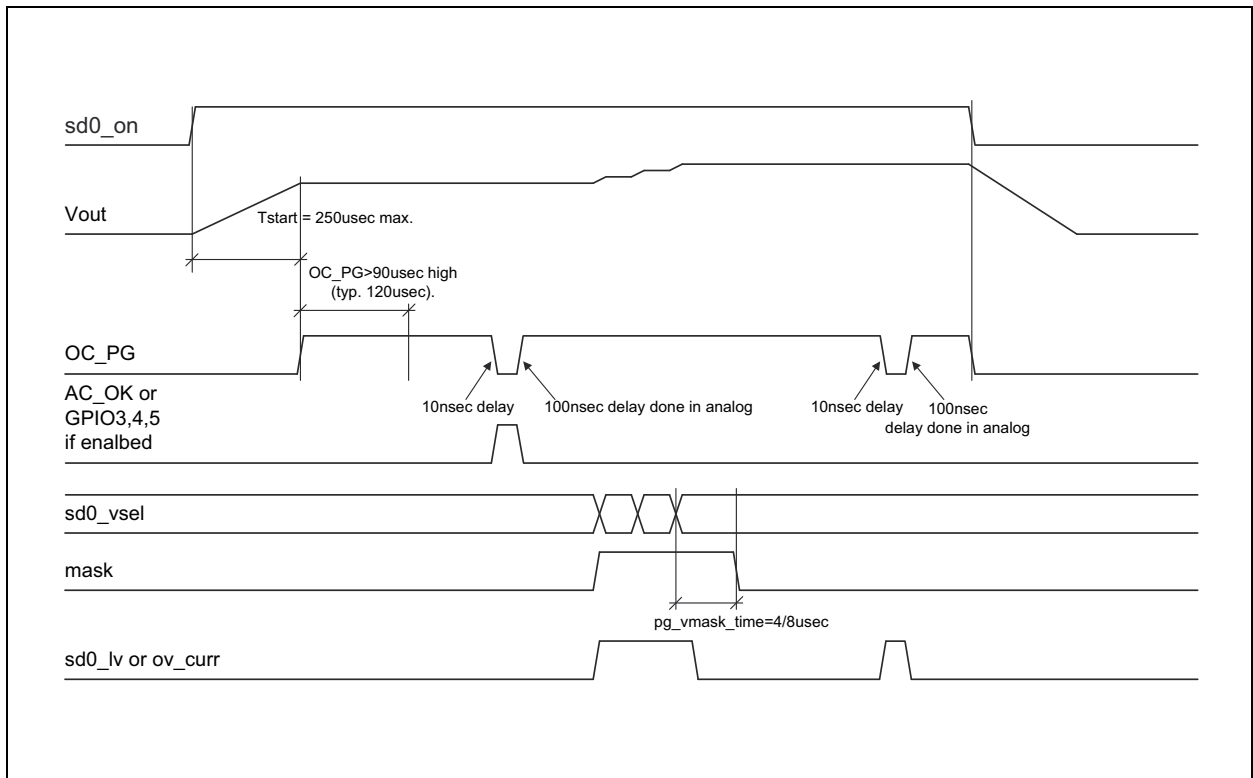 sd0_on
Vout
Tstart = 250usec max.
OC_PG>90usec high
(typ. 120usec).
OC_PG
AC_OK or
GPIO3,4,5
if enalbed
10nsec delay
100nsec delay done in analog
10nsec delay
100nsec
delay done in analog
sd0_vsel
mask
pg_vmask_time=4/8usec
sd0_lv or ov_curr